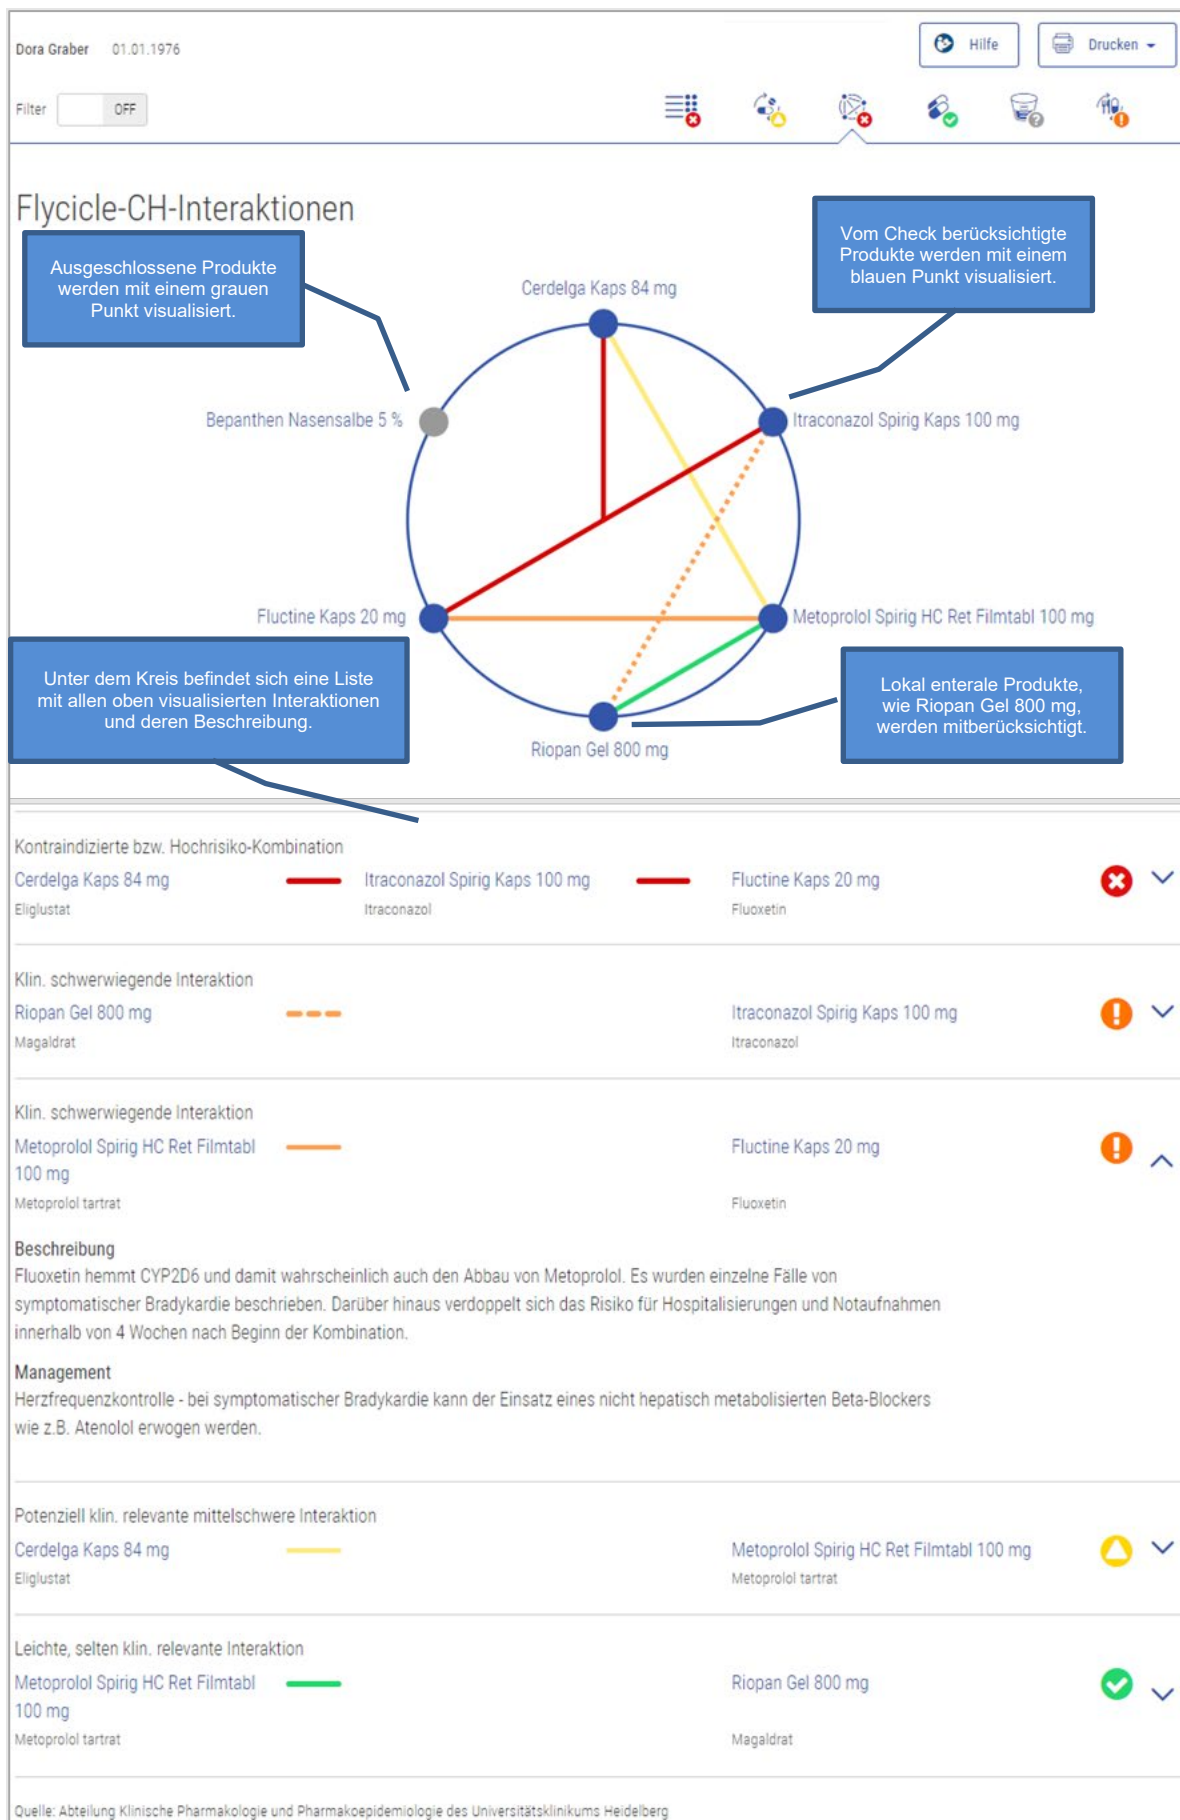 Dora Graber 01.01.1976
Hilfe
Drucken
Filter OFF
Flycicle-CH-Interaktionen
Ausgeschlossene Produkte
werden mit einem grauen
Punkt visualisiert.
Vom Check berücksichtigte
Produkte werden mit einem
blauen Punkt visualisiert.
Cerdelga Kaps 84 mg
Bepanthen Nasensalbe 5 %
Itraconazol Spirig Kaps 100 mg
Fluctine Kaps 20 mg
Metoprolol Spirig HC Ret Filmtabl 100 mg
Unter dem Kreis befindet sich eine Liste
mit allen oben visualisierten Interaktionen
und deren Beschreibung.
Lokal enterale Produkte,
wie Riopan Gel 800 mg,
werden mitberücksichtigt.
Riopan Gel 800 mg
Kontraindizierte bzw. Hochrisiko-Kombination
Cerdelga Kaps 84 mg Itraconazol Spirig Kaps 100 mg Fluctine Kaps 20 mg
Eliglustat Itraconazol Fluoxetin
Klin. schwerwiegende Interaktion
Riopan Gel 800 mg Itraconazol Spirig Kaps 100 mg
Magaldrat Itraconazol
Klin. schwerwiegende Interaktion
Metoprolol Spirig HC Ret Filmtabl Fluctine Kaps 20 mg
100 mg
Metoprolol tartrat Fluoxetin
Beschreibung
Fluoxetin hemmt CYP2D6 und damit wahrscheinlich auch den Abbau von Metoprolol. Es wurden einzelne Fälle von
symptomatischer Bradykardie beschrieben. Darüber hinaus verdoppelt sich das Risiko für Hospitalisierungen und Notaufnahmen
innerhalb von 4 Wochen nach Beginn der Kombination.
Management
Herzfrequenzkontrolle - bei symptomatischer Bradykardie kann der Einsatz eines nicht hepatisch metabolisierten Beta-Blockers
wie z.B. Atenolol erwogen werden.
Potenziell klin. relevante mittelschwere Interaktion
Cerdelga Kaps 84 mg Metoprolol Spirig HC Ret Filmtabl 100 mg
Eliglustat Metoprolol tartrat
Leichte, selten klin. relevante Interaktion
Metoprolol Spirig HC Ret Filmtabl Riopan Gel 800 mg
100 mg
Metoprolol tartrat Magaldrat
Quelle: Abteilung Klinische Pharmakologie und Pharmakoepidemiologie des Universitätsklinikums Heidelberg